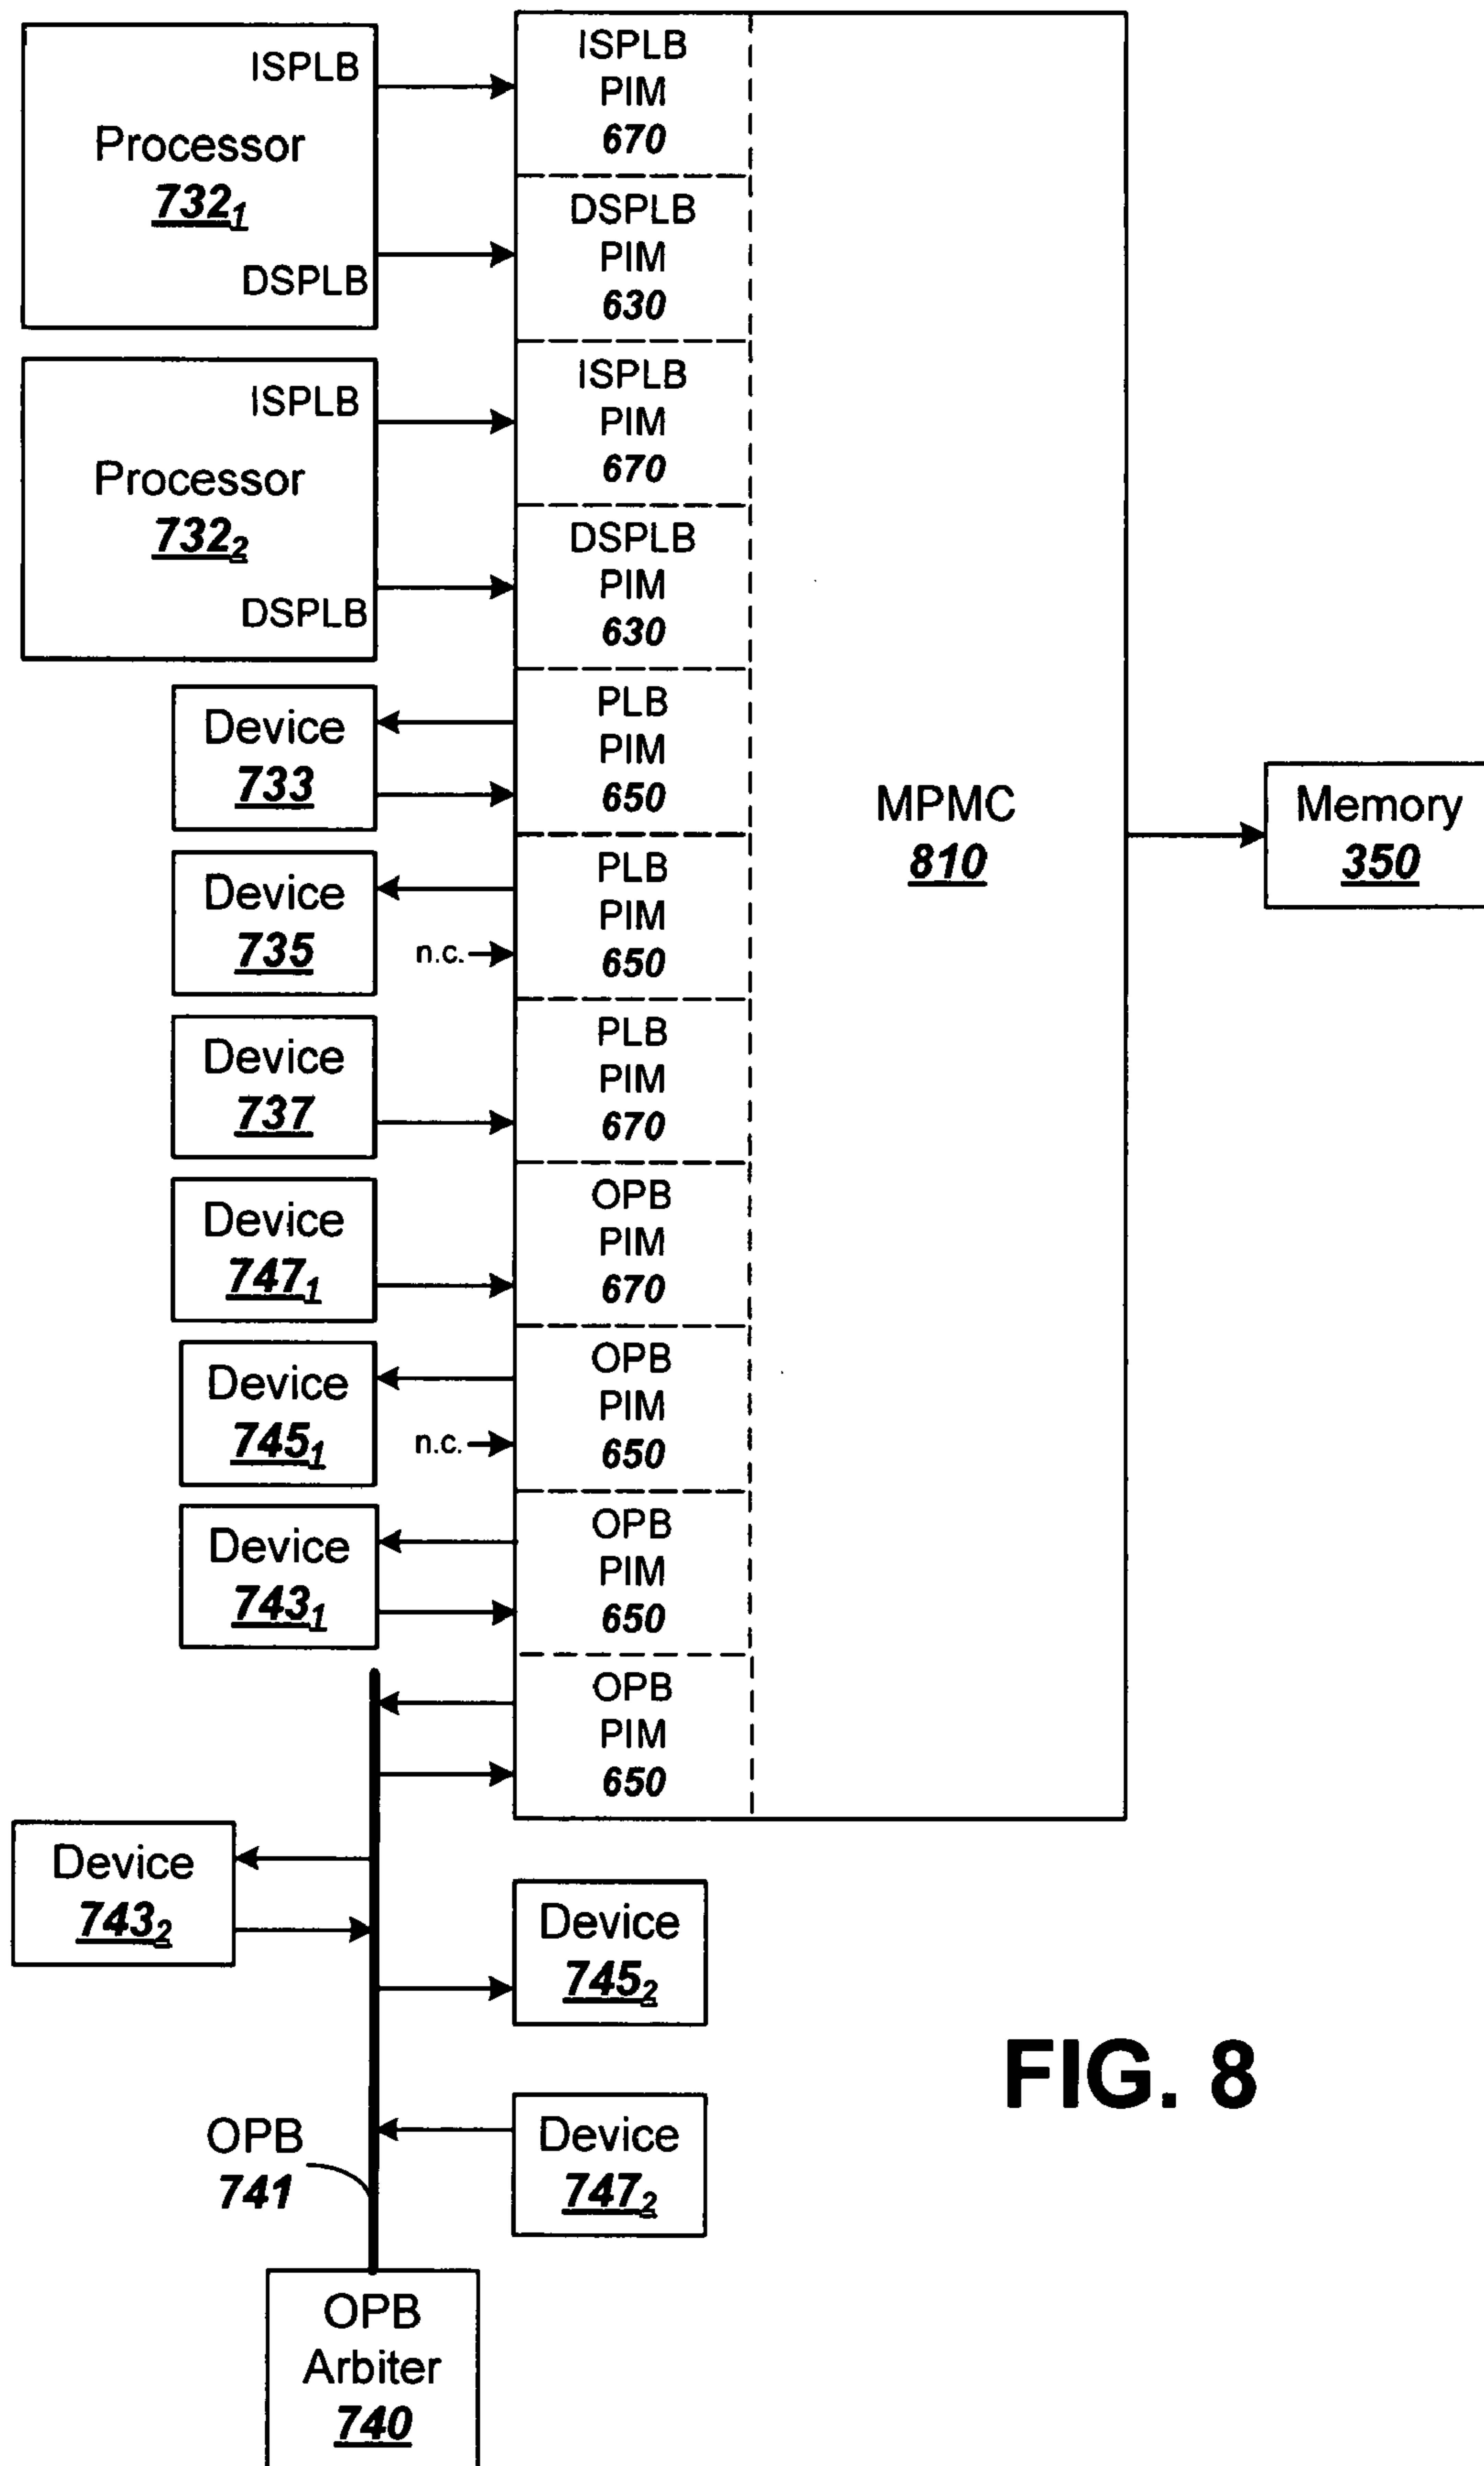 ISPLB
Processor
732₁
DSPLB
ISPLB
PIM
670
DSPLB
PIM
630
ISPLB
Processor
732₂
DSPLB
ISPLB
PIM
670
DSPLB
PIM
630
Device
733
PLB
PIM
650
Device
735
n.c.
PLB
PIM
650
Device
737
PLB
PIM
670
Device
747₁
OPB
PIM
670
Device
745₁
n.c.
OPB
PIM
650
Device
743₁
OPB
PIM
650
OPB
PIM
650
MPMC
810
Memory
350
Device
743₂
Device
745₂
Device
747₂
OPB
741
OPB
Arbiter
740
FIG. 8